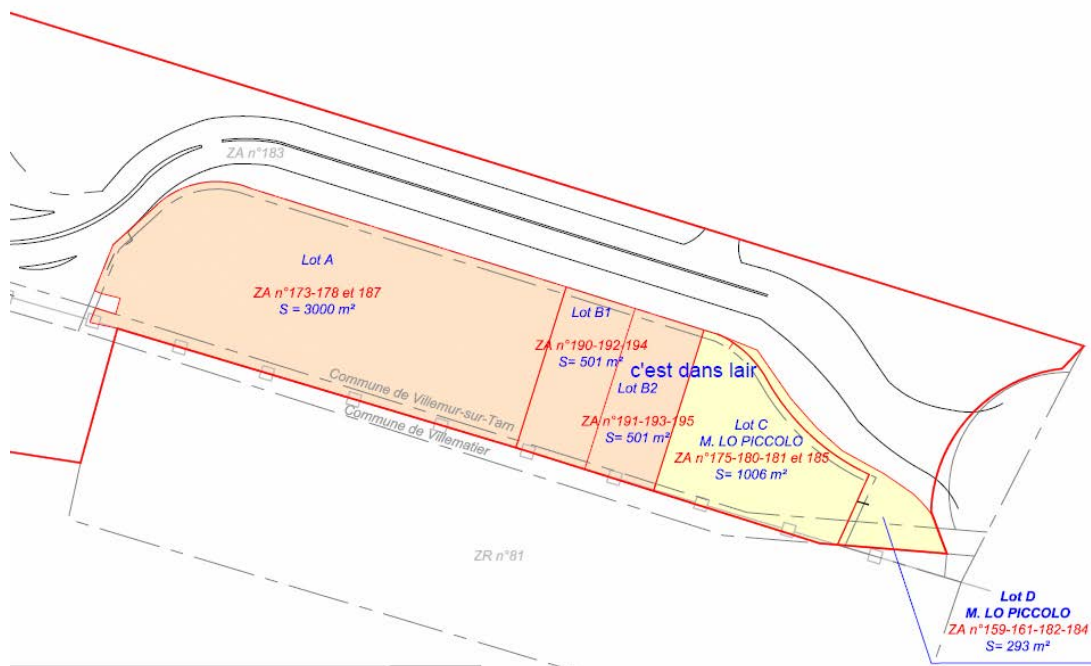 ZA n°183
Lot A
ZA n°173-178 et 187
S = 3000 m²
Lot B1
ZA n°190-192-194
S= 501 m²
c'est dans lair
Lot B2
ZA n°191-193-195
S= 501 m²
Lot C
M. LO PICCOLO
ZA n°175-180-181 et 185
S= 1006 m²
Commune de Villemur-sur-Tarn
Commune de Villematier
ZR n°81
Lot D
M. LO PICCOLO
ZA n°159-161-182-184
S= 293 m²